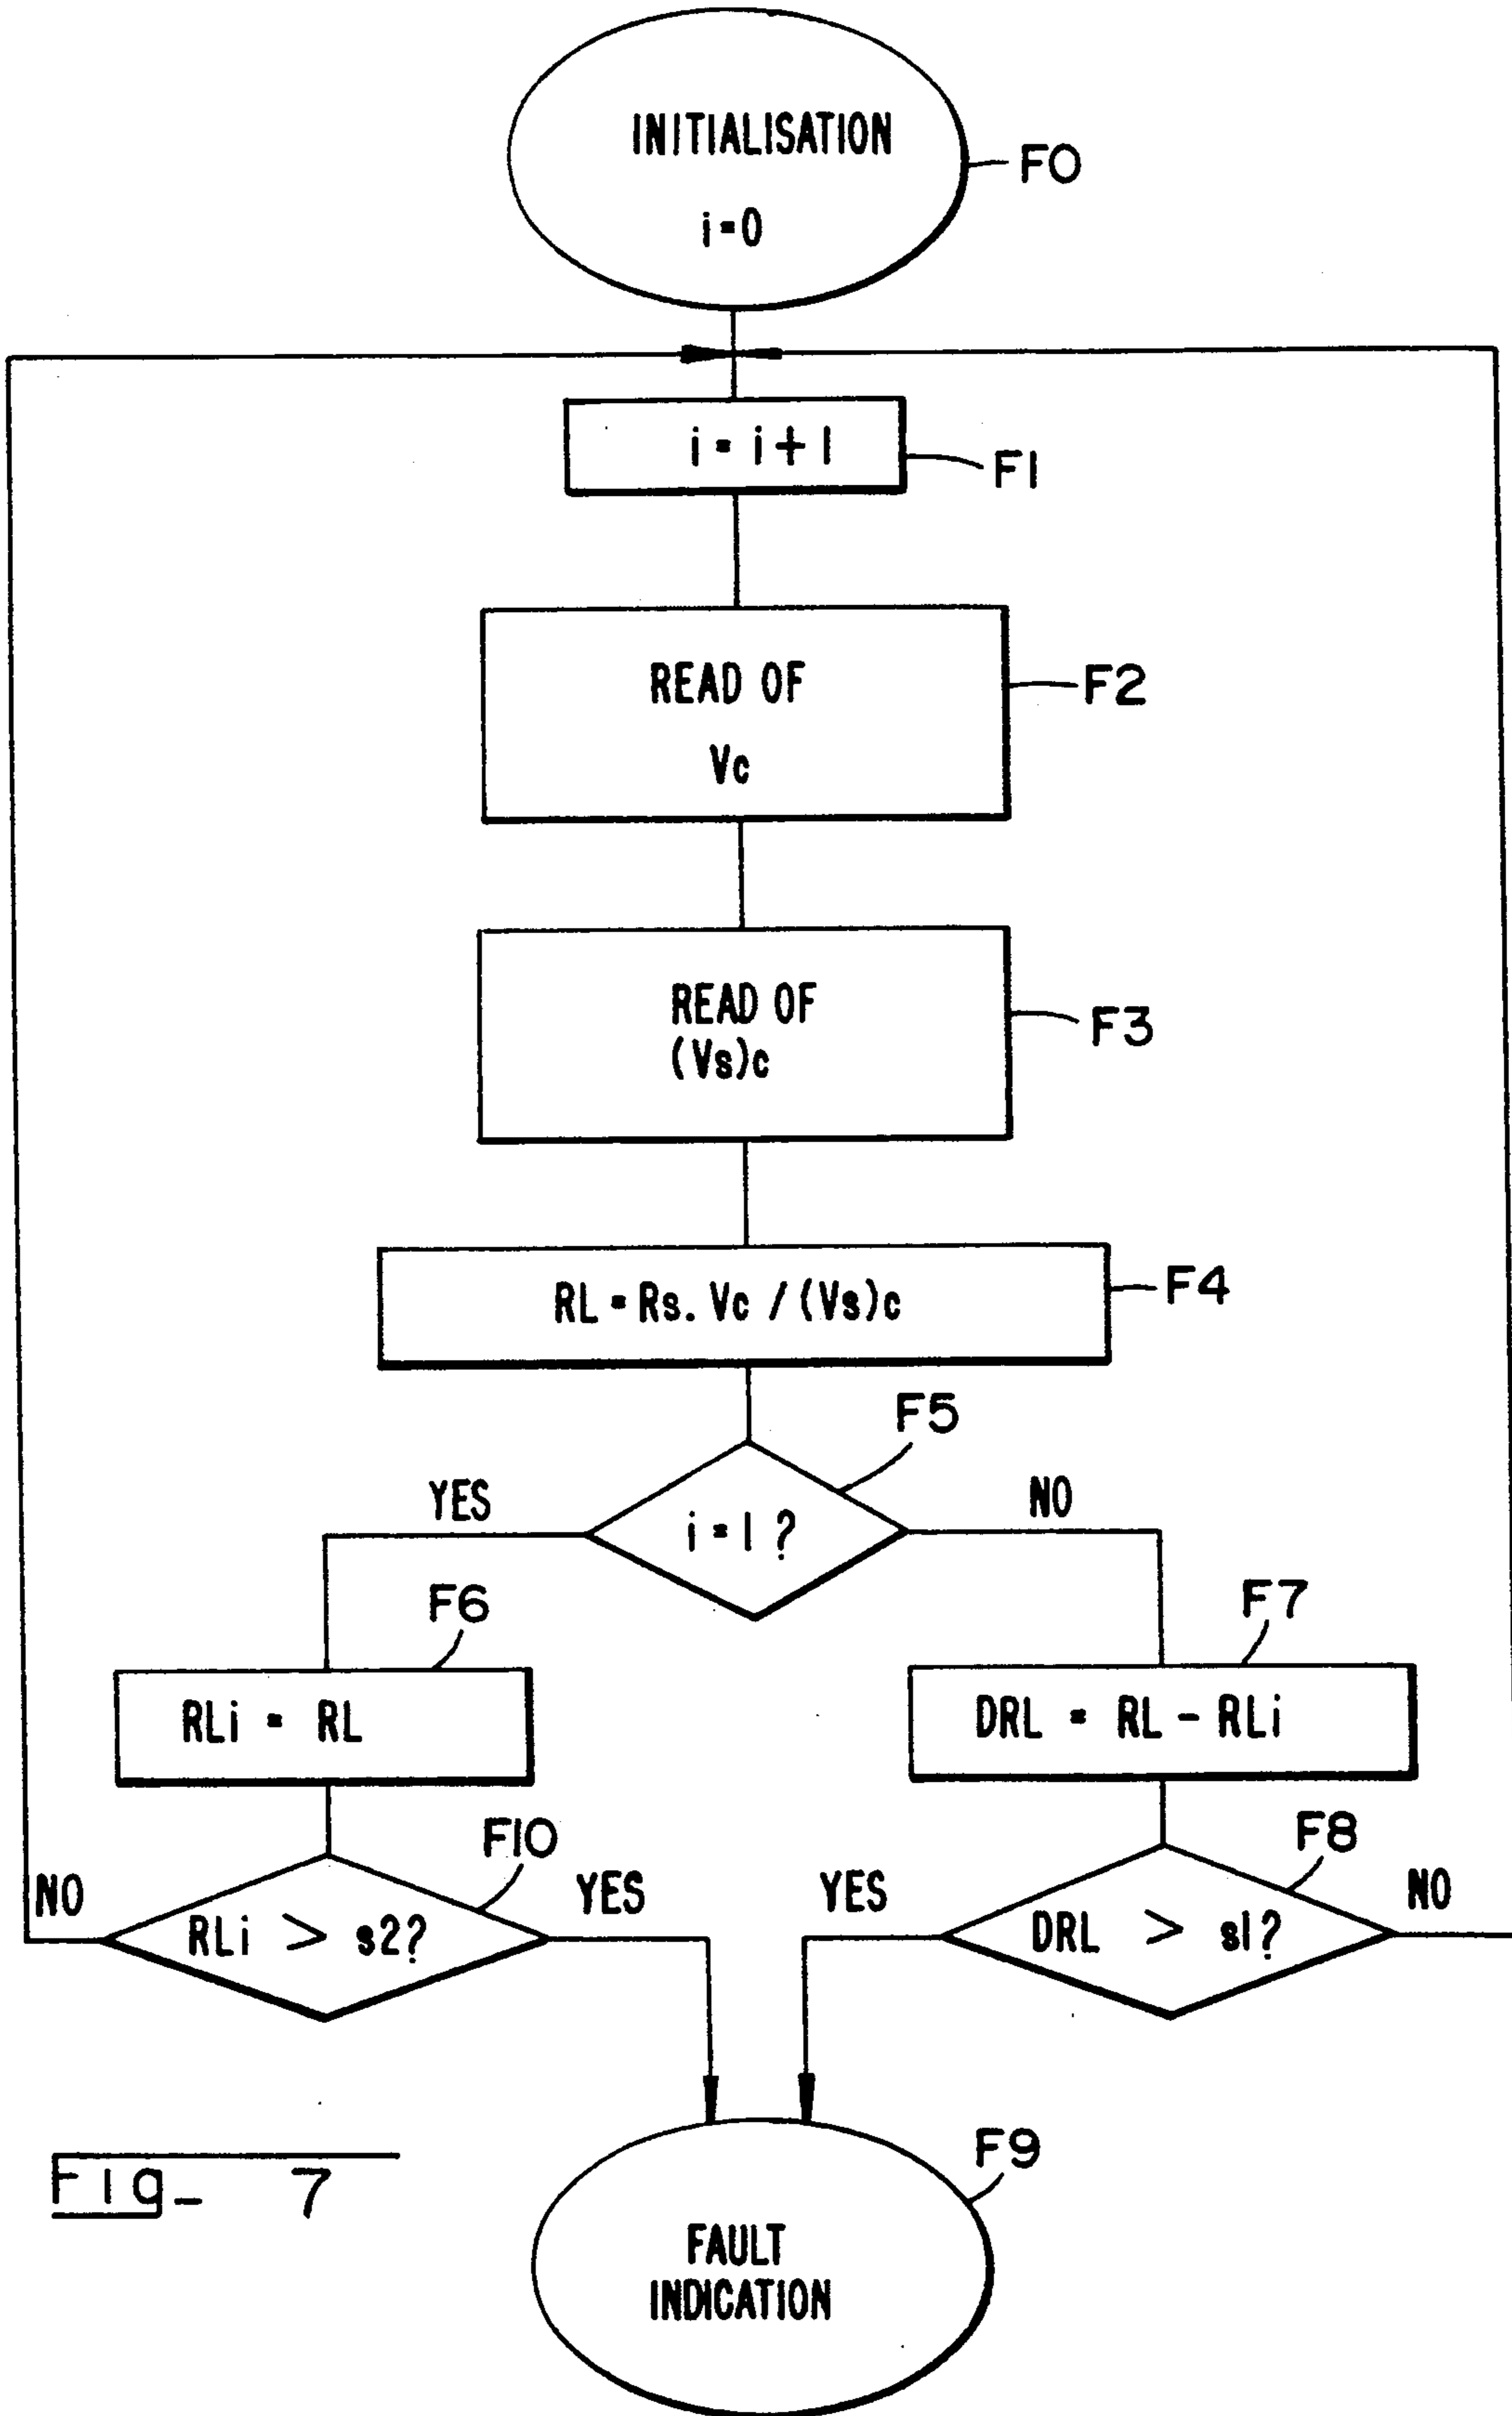 INITIALISATION
i = 0
F0
i = i + 1
F1
READ OF
Vc
F2
READ OF
(Vs)c
F3
RL = Rs. Vc / (Vs)c
F4
F5
YES
i = 1 ?
NO
F6
RLi = RL
F7
DRL = RL - RLi
F10
NO
RLi > s2?
YES
F8
YES
DRL > s1?
NO
Fig_ 7
F9
FAULT
INDICATION